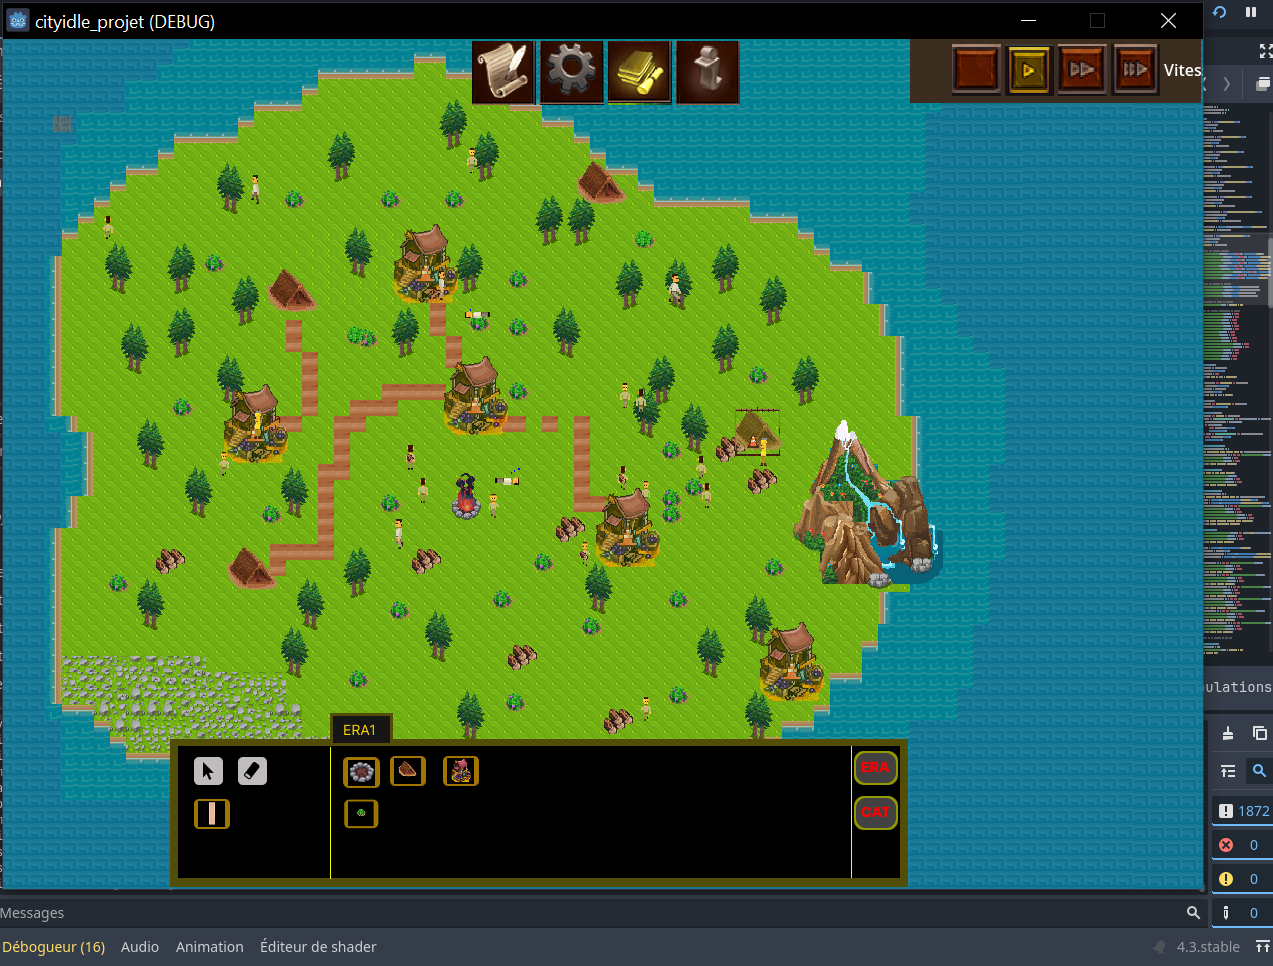 cityidle_projet (DEBUG)
Vites
ERA1
ERA
CAT
ulations
1872
0
0
0
Messages
Débogueur (16) Audio Animation Éditeur de shader
4.3.stable